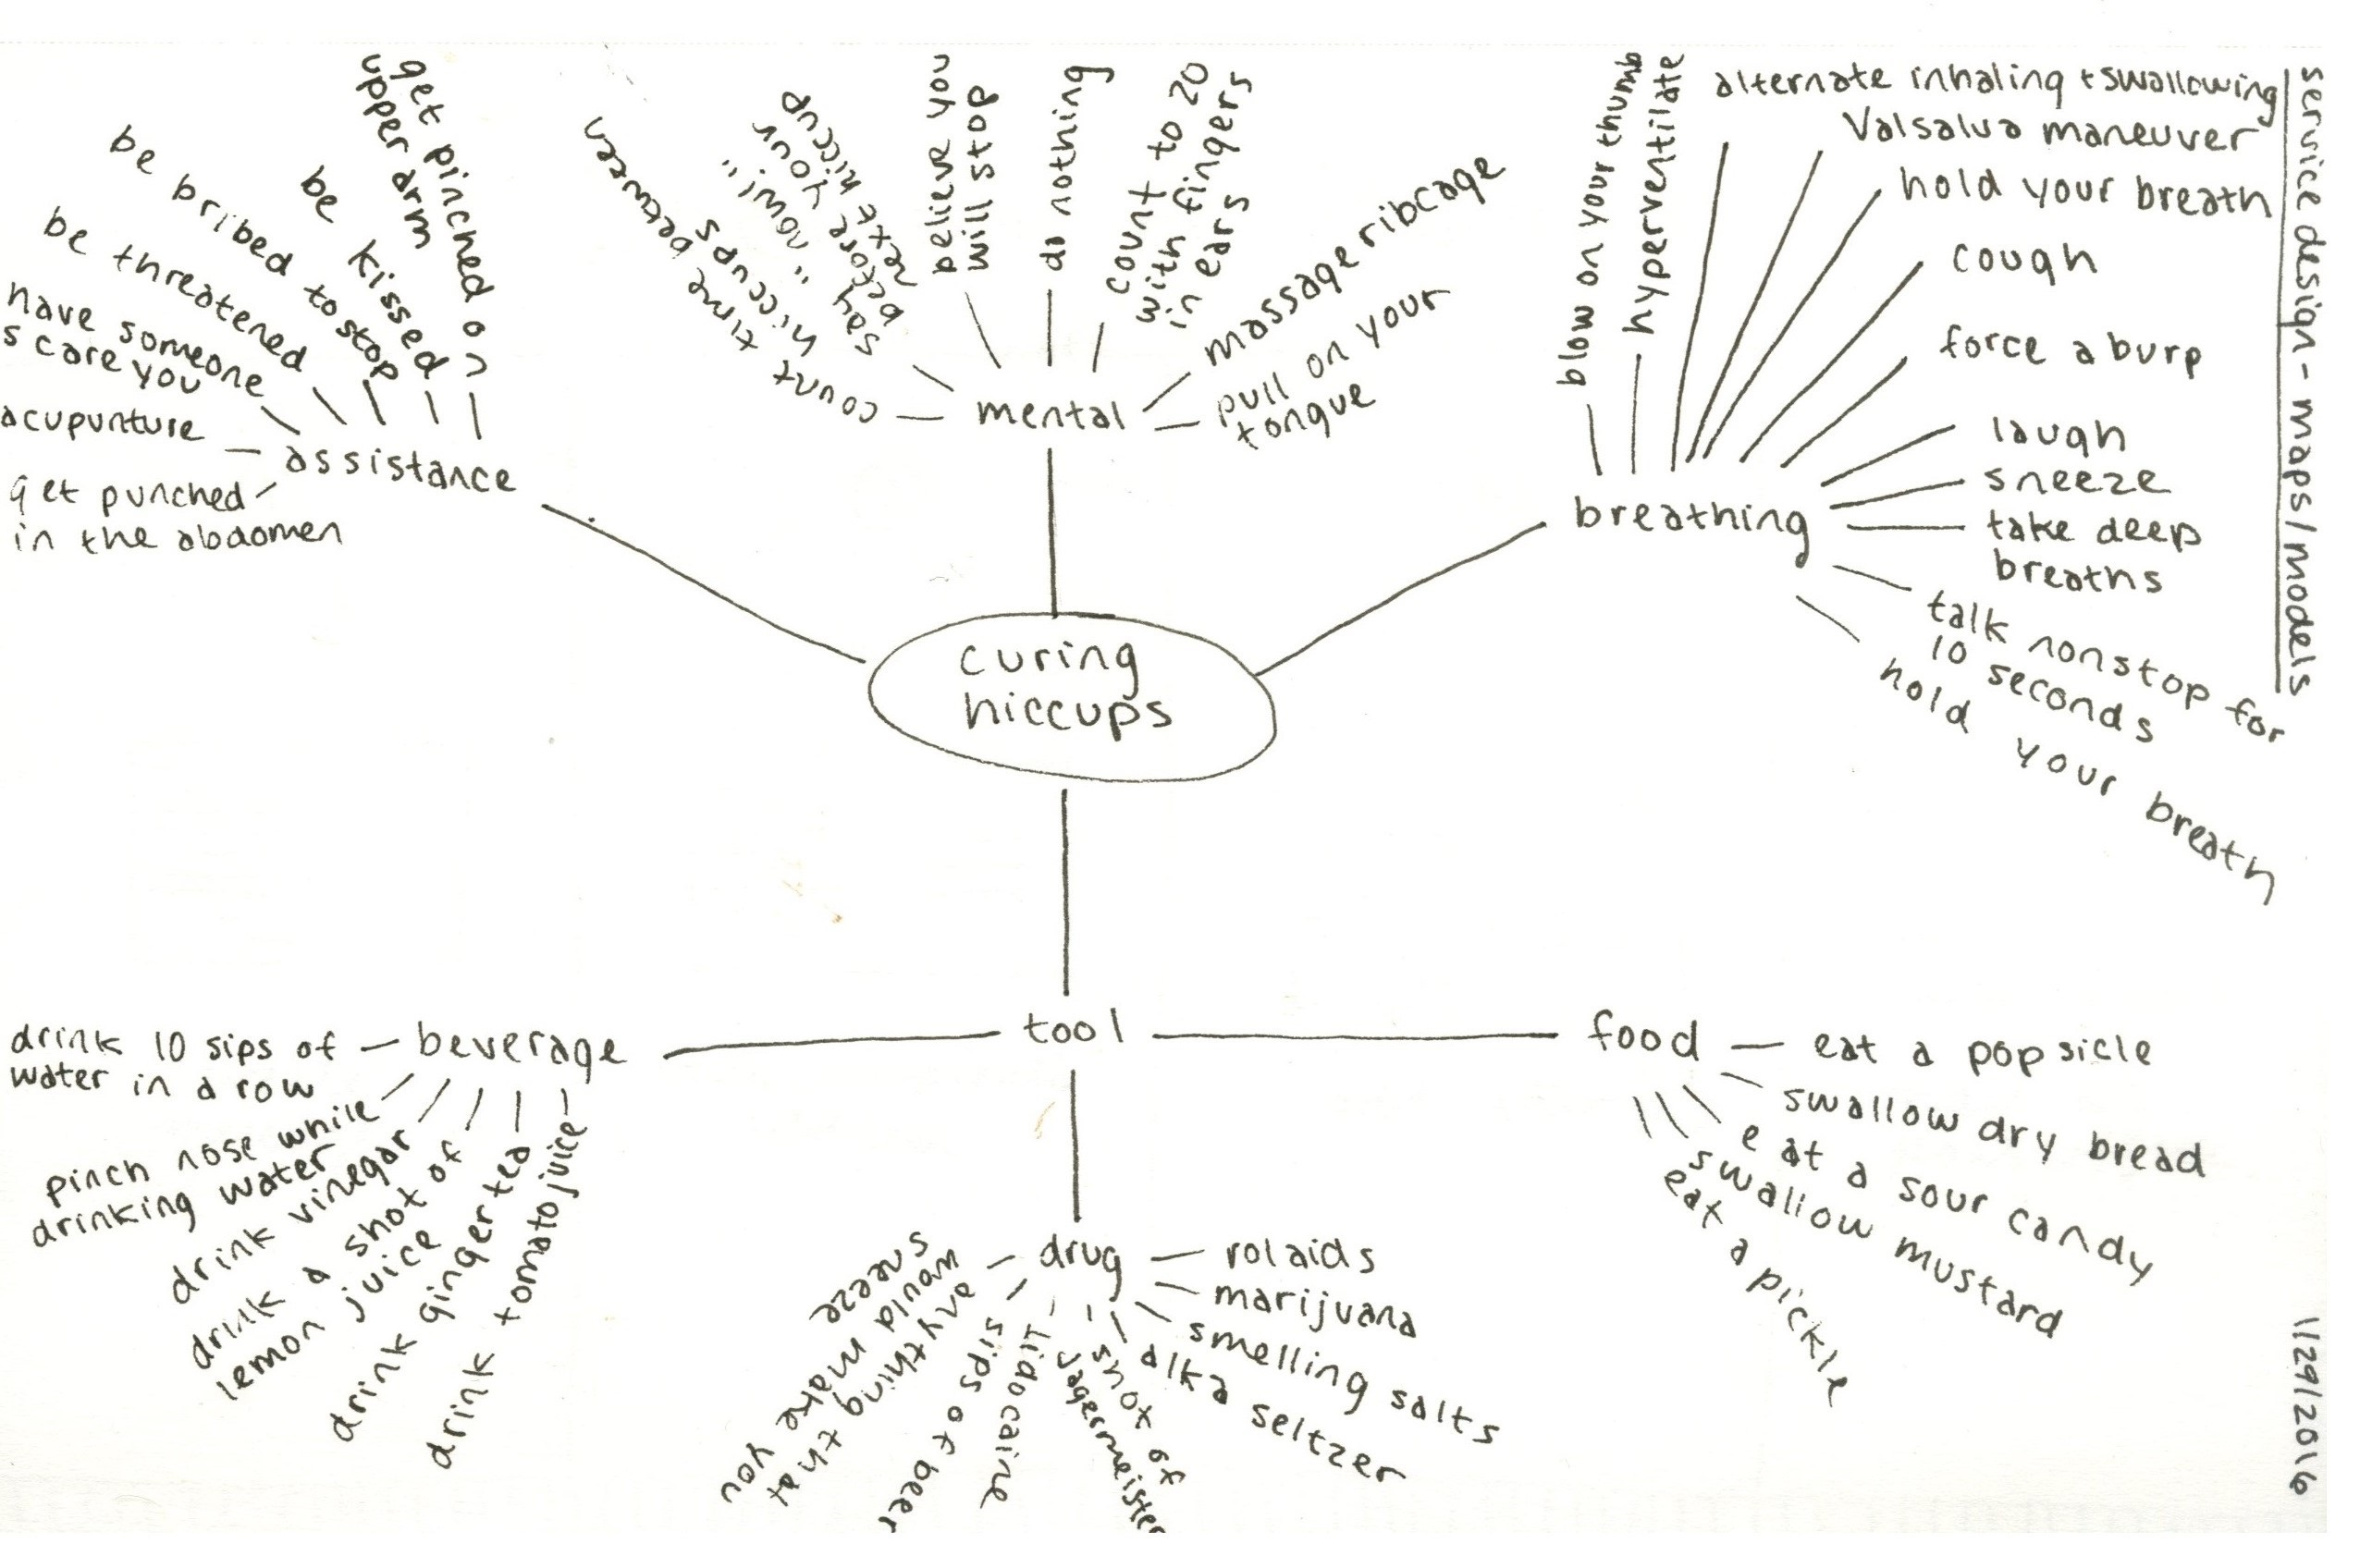 service design - maps/models
1/29/2016
curing
hiccups
assistance
get pinched on
upper arm
be kissed
be bribed to stop
be threatened
have someone
scare you
acupunture
get punched
in the abdomen
mental
count time between
hiccups
say "now!"
before your
next hiccup
believe you
will stop
do nothing
count to 20
with fingers
in ears
massage ribcage
pull on your
tongue
breathing
blow on your thumb
hyperventilate
alternate inhaling + swallowing
Valsalva maneuver
hold your breath
cough
force a burp
laugh
sneeze
take deep
breaths
talk nonstop for
10 seconds
hold your breath
tool
beverage
drink 10 sips of
water in a row
pinch nose while
drinking water
drink vinegar
drink a shot of
lemon juice
drink ginger tea
drink tomato juice
drug
anything that
would make you
sneeze
sips of beer
lidocaine
shot of
Jagermeister
alka seltzer
smelling salts
marijuana
rolaids
food
eat a popsicle
swallow dry bread
eat a sour candy
swallow mustard
eat a pickle